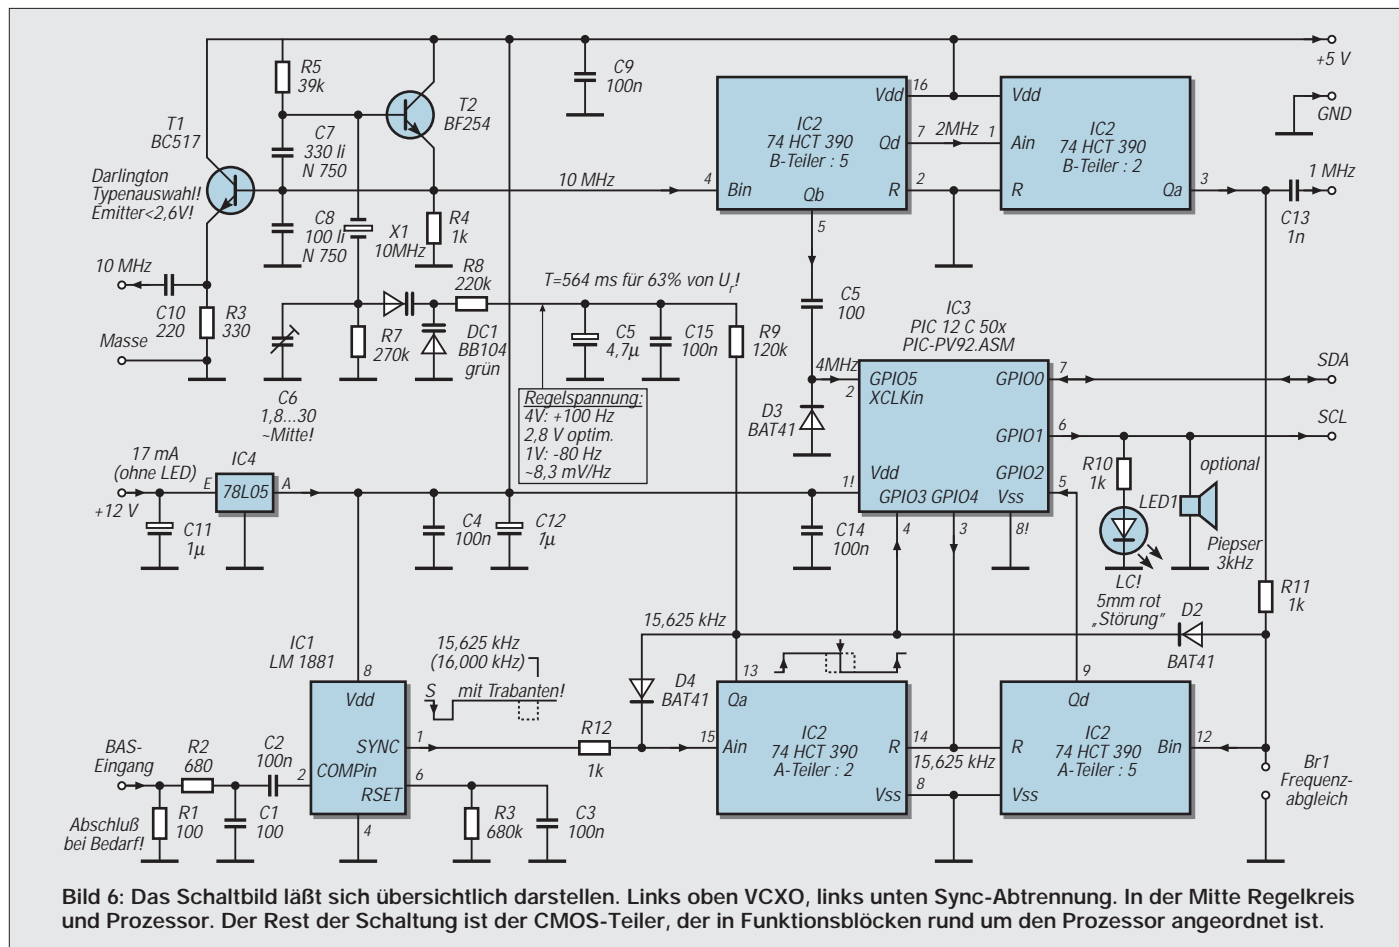 R5
39k
C9
100n
+5 V
GND
T1
BC517
T2
BF254
C7
330 li
N 750
Darlington
Typenauswahl!
Emitter<2,6V!
C8
100 li
N 750
X1
10MHz
R4
1k
10 MHz
4
Bin
Vdd
16
IC2
74 HCT 390
B-Teiler : 5
Qd
7
2MHz
R
2
Qb
5
Vdd
1
Ain
IC2
74 HCT 390
B-Teiler : 2
R
Qa
3
1 MHz
C13
1n
10 MHz
C10
220
R3
330
Masse
C6
1,8...30
~Mitte!
R7
270k
R8
220k
DC1
BB104
grün
T=564 ms für 63% von Ur!
C5
4,7µ
C15
100n
R9
120k
Regelspannung:
4V: +100 Hz
2,8 V optim.
1V: -80 Hz
~8,3 mV/Hz
C5
100
4MHz
D3
BAT41
IC3
PIC 12 C 50x
PIC-PV92.ASM
GPIO5
2
XCLKin
GPIO0
7
SDA
GPIO1
6
SCL
GPIO2
5
Vdd
1!
GPIO3
4
GPIO4
3
Vss
8!
R10
1k
LED1
optional
Piepser
3kHz
LC!
5mm rot
„Störung"
17 mA
(ohne LED)
+12 V
IC4
E
78L05
A
C11
1µ
C4
100n
C12
1µ
C14
100n
R11
1k
D2
BAT41
15,625 kHz
IC1
LM 1881
15,625 kHz
(16,000 kHz)
S
mit Trabanten!
8
Vdd
SYNC
1
COMPin
2
RSET
6
4
BAS-
Eingang
R2
680
C2
100n
R1
100
C1
100
Abschluß
bei Bedarf!
R3
680k
C3
100n
R12
1k
D4
BAT41
13
Qa
15
Ain
IC2
74 HCT 390
A-Teiler : 2
R
14
15,625 kHz
Vss
8
9
Qd
R
IC2
74 HCT 390
A-Teiler : 5
Bin
12
Vss
Br1
Frequenz-
abgleich
Bild 6: Das Schaltbild läßt sich übersichtlich darstellen. Links oben VCXO, links unten Sync-Abtrennung. In der Mitte Regelkreis
und Prozessor. Der Rest der Schaltung ist der CMOS-Teiler, der in Funktionsblöcken rund um den Prozessor angeordnet ist.